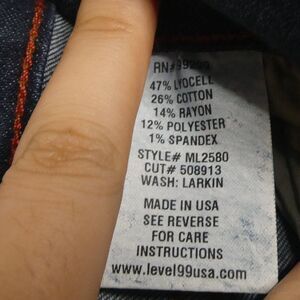 47% LYOCELL
26% COTTON
14% RAYON
12% POLYESTER
1% SPANDEX
STYLE# ML2580
CUT# 508913
WASH: LARKIN
MADE IN USA
SEE REVERSE
FOR CARE
INSTRUCTIONS
www.level99usa.com